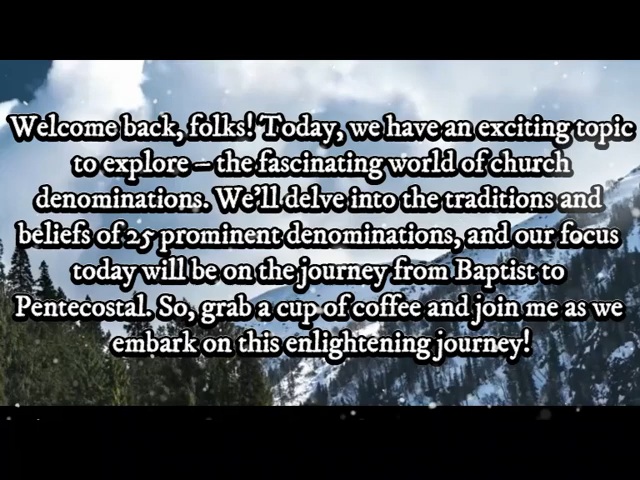 Welcome back, folks! Today, we have an exciting topic
to explore – the fascinating world of church
denominations. We'll delve into the traditions and
beliefs of 25 prominent denominations, and our focus
today will be on the journey from Baptist to
Pentecostal. So, grab a cup of coffee and join me as we
embark on this enlightening journey!